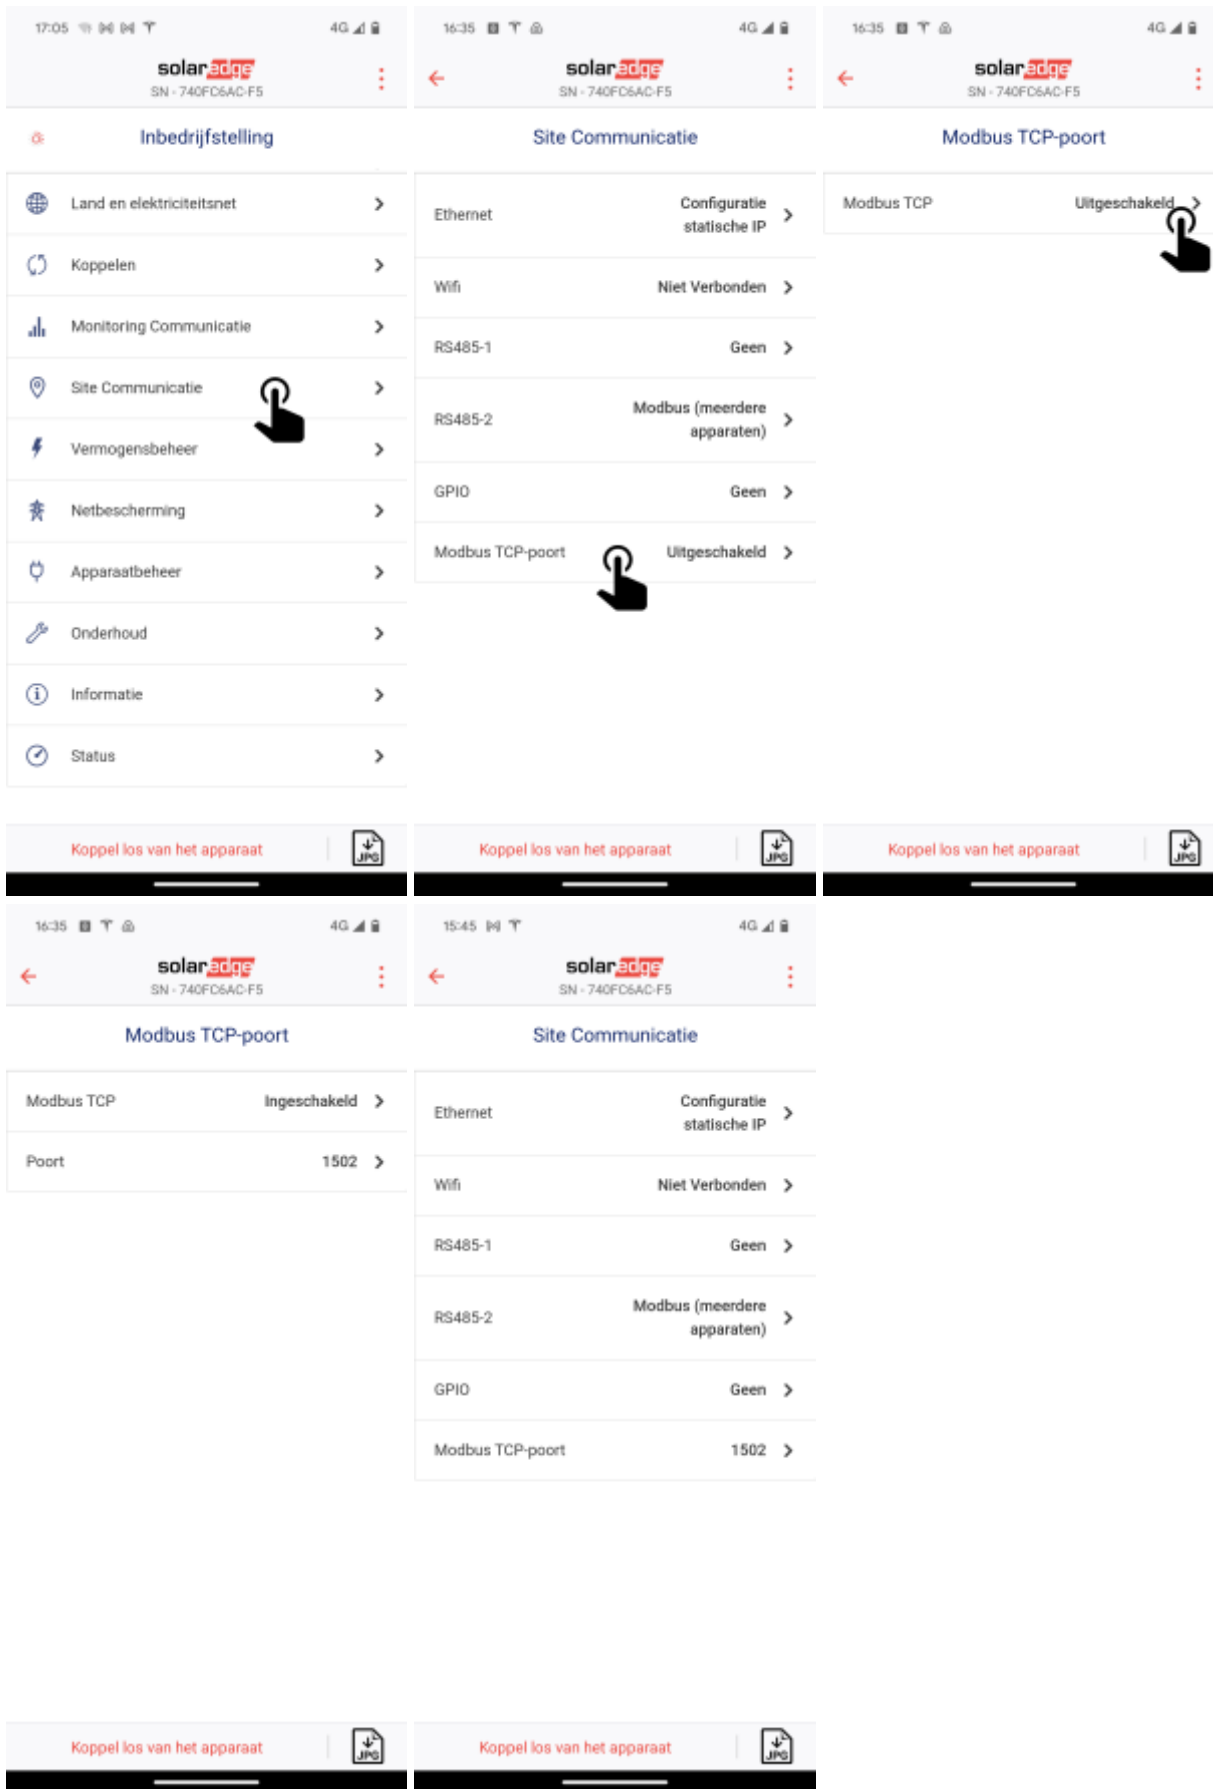 17:05
4G
solaredge
SN - 740FC6AC-F5
Inbedrijfstelling
Land en elektriciteitsnet
Koppelen
Monitoring Communicatie
Site Communicatie
Vermogensbeheer
Netbescherming
Apparaatbeheer
Onderhoud
Informatie
Status
Koppel los van het apparaat
JPG
16:35
4G
solaredge
SN - 740FC6AC-F5
Site Communicatie
Ethernet
Configuratie
statische IP
Wifi
Niet Verbonden
RS485-1
Geen
RS485-2
Modbus (meerdere
apparaten)
GPIO
Geen
Modbus TCP-poort
Uitgeschakeld
Koppel los van het apparaat
JPG
16:35
4G
solaredge
SN - 740FC6AC-F5
Modbus TCP-poort
Modbus TCP
Uitgeschakeld
Koppel los van het apparaat
JPG
16:35
4G
solaredge
SN - 740FC6AC-F5
Modbus TCP-poort
Modbus TCP
Ingeschakeld
Poort
1502
Koppel los van het apparaat
JPG
15:45
4G
solaredge
SN - 740FC6AC-F5
Site Communicatie
Ethernet
Configuratie
statische IP
Wifi
Niet Verbonden
RS485-1
Geen
RS485-2
Modbus (meerdere
apparaten)
GPIO
Geen
Modbus TCP-poort
1502
Koppel los van het apparaat
JPG